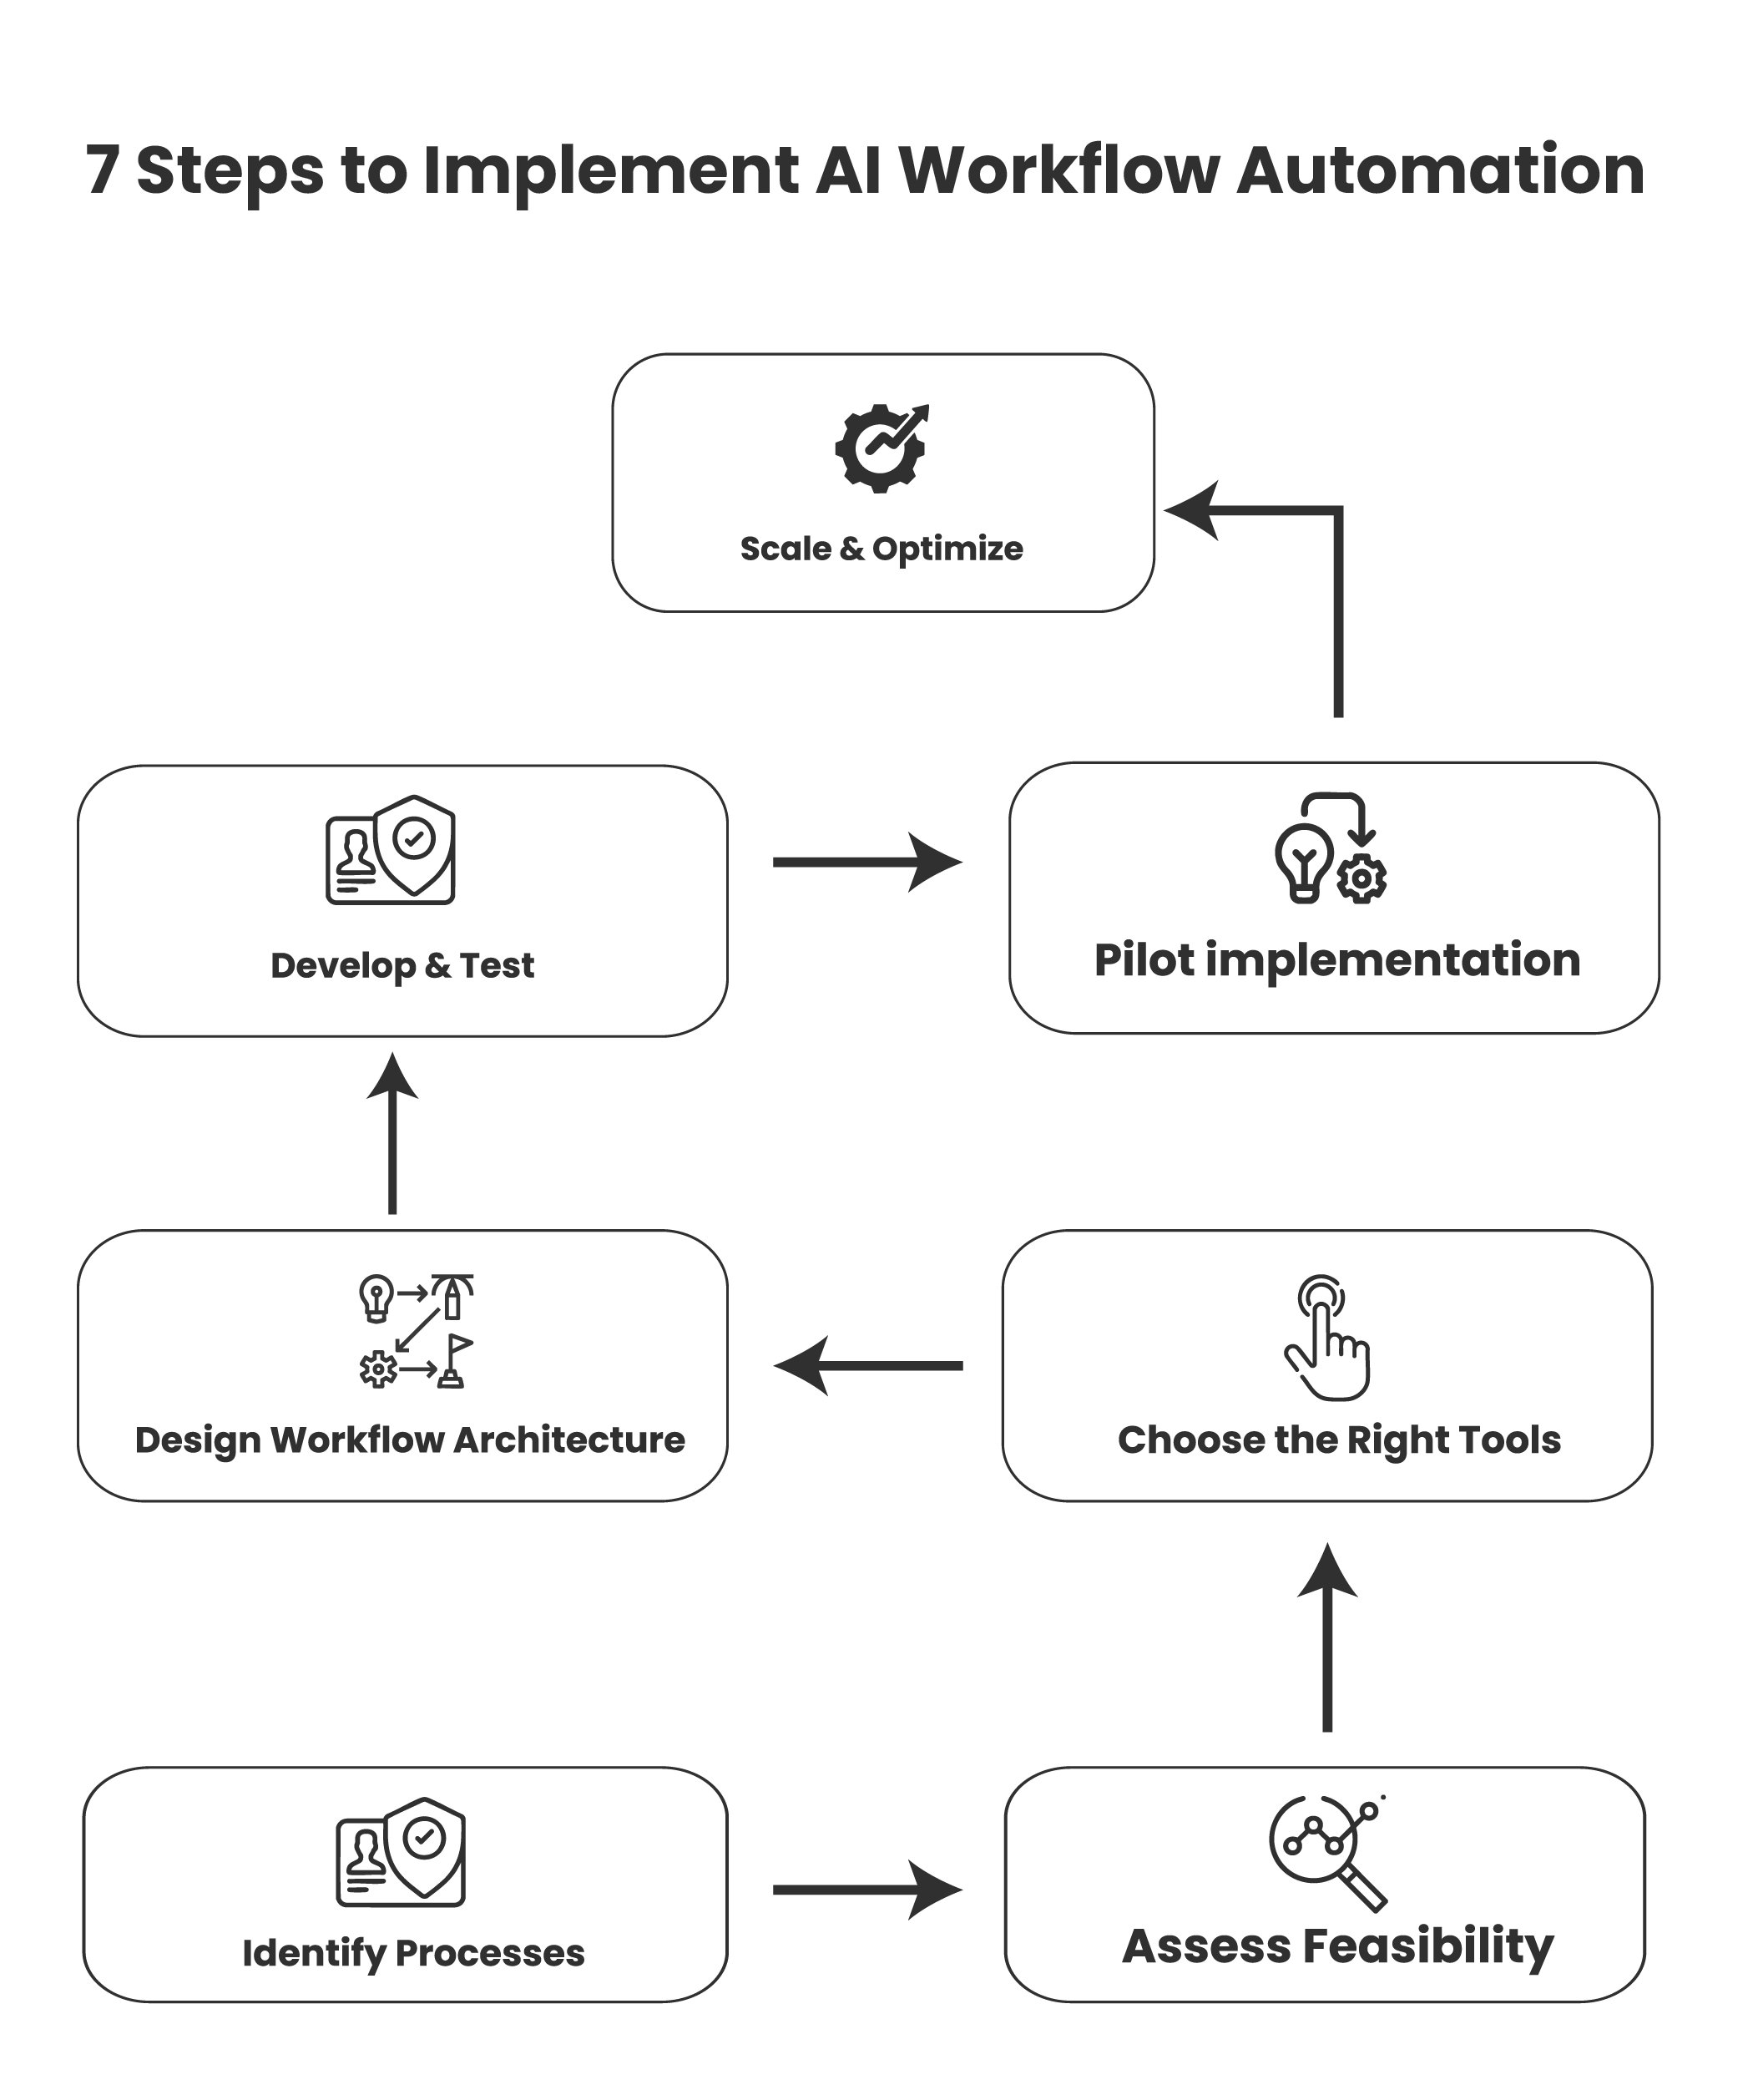 7 Steps to Implement AI Workflow Automation
Scale & Optimize
Develop & Test
Pilot implementation
Design Workflow Architecture
Choose the Right Tools
Identify Processes
Assess Feasibility